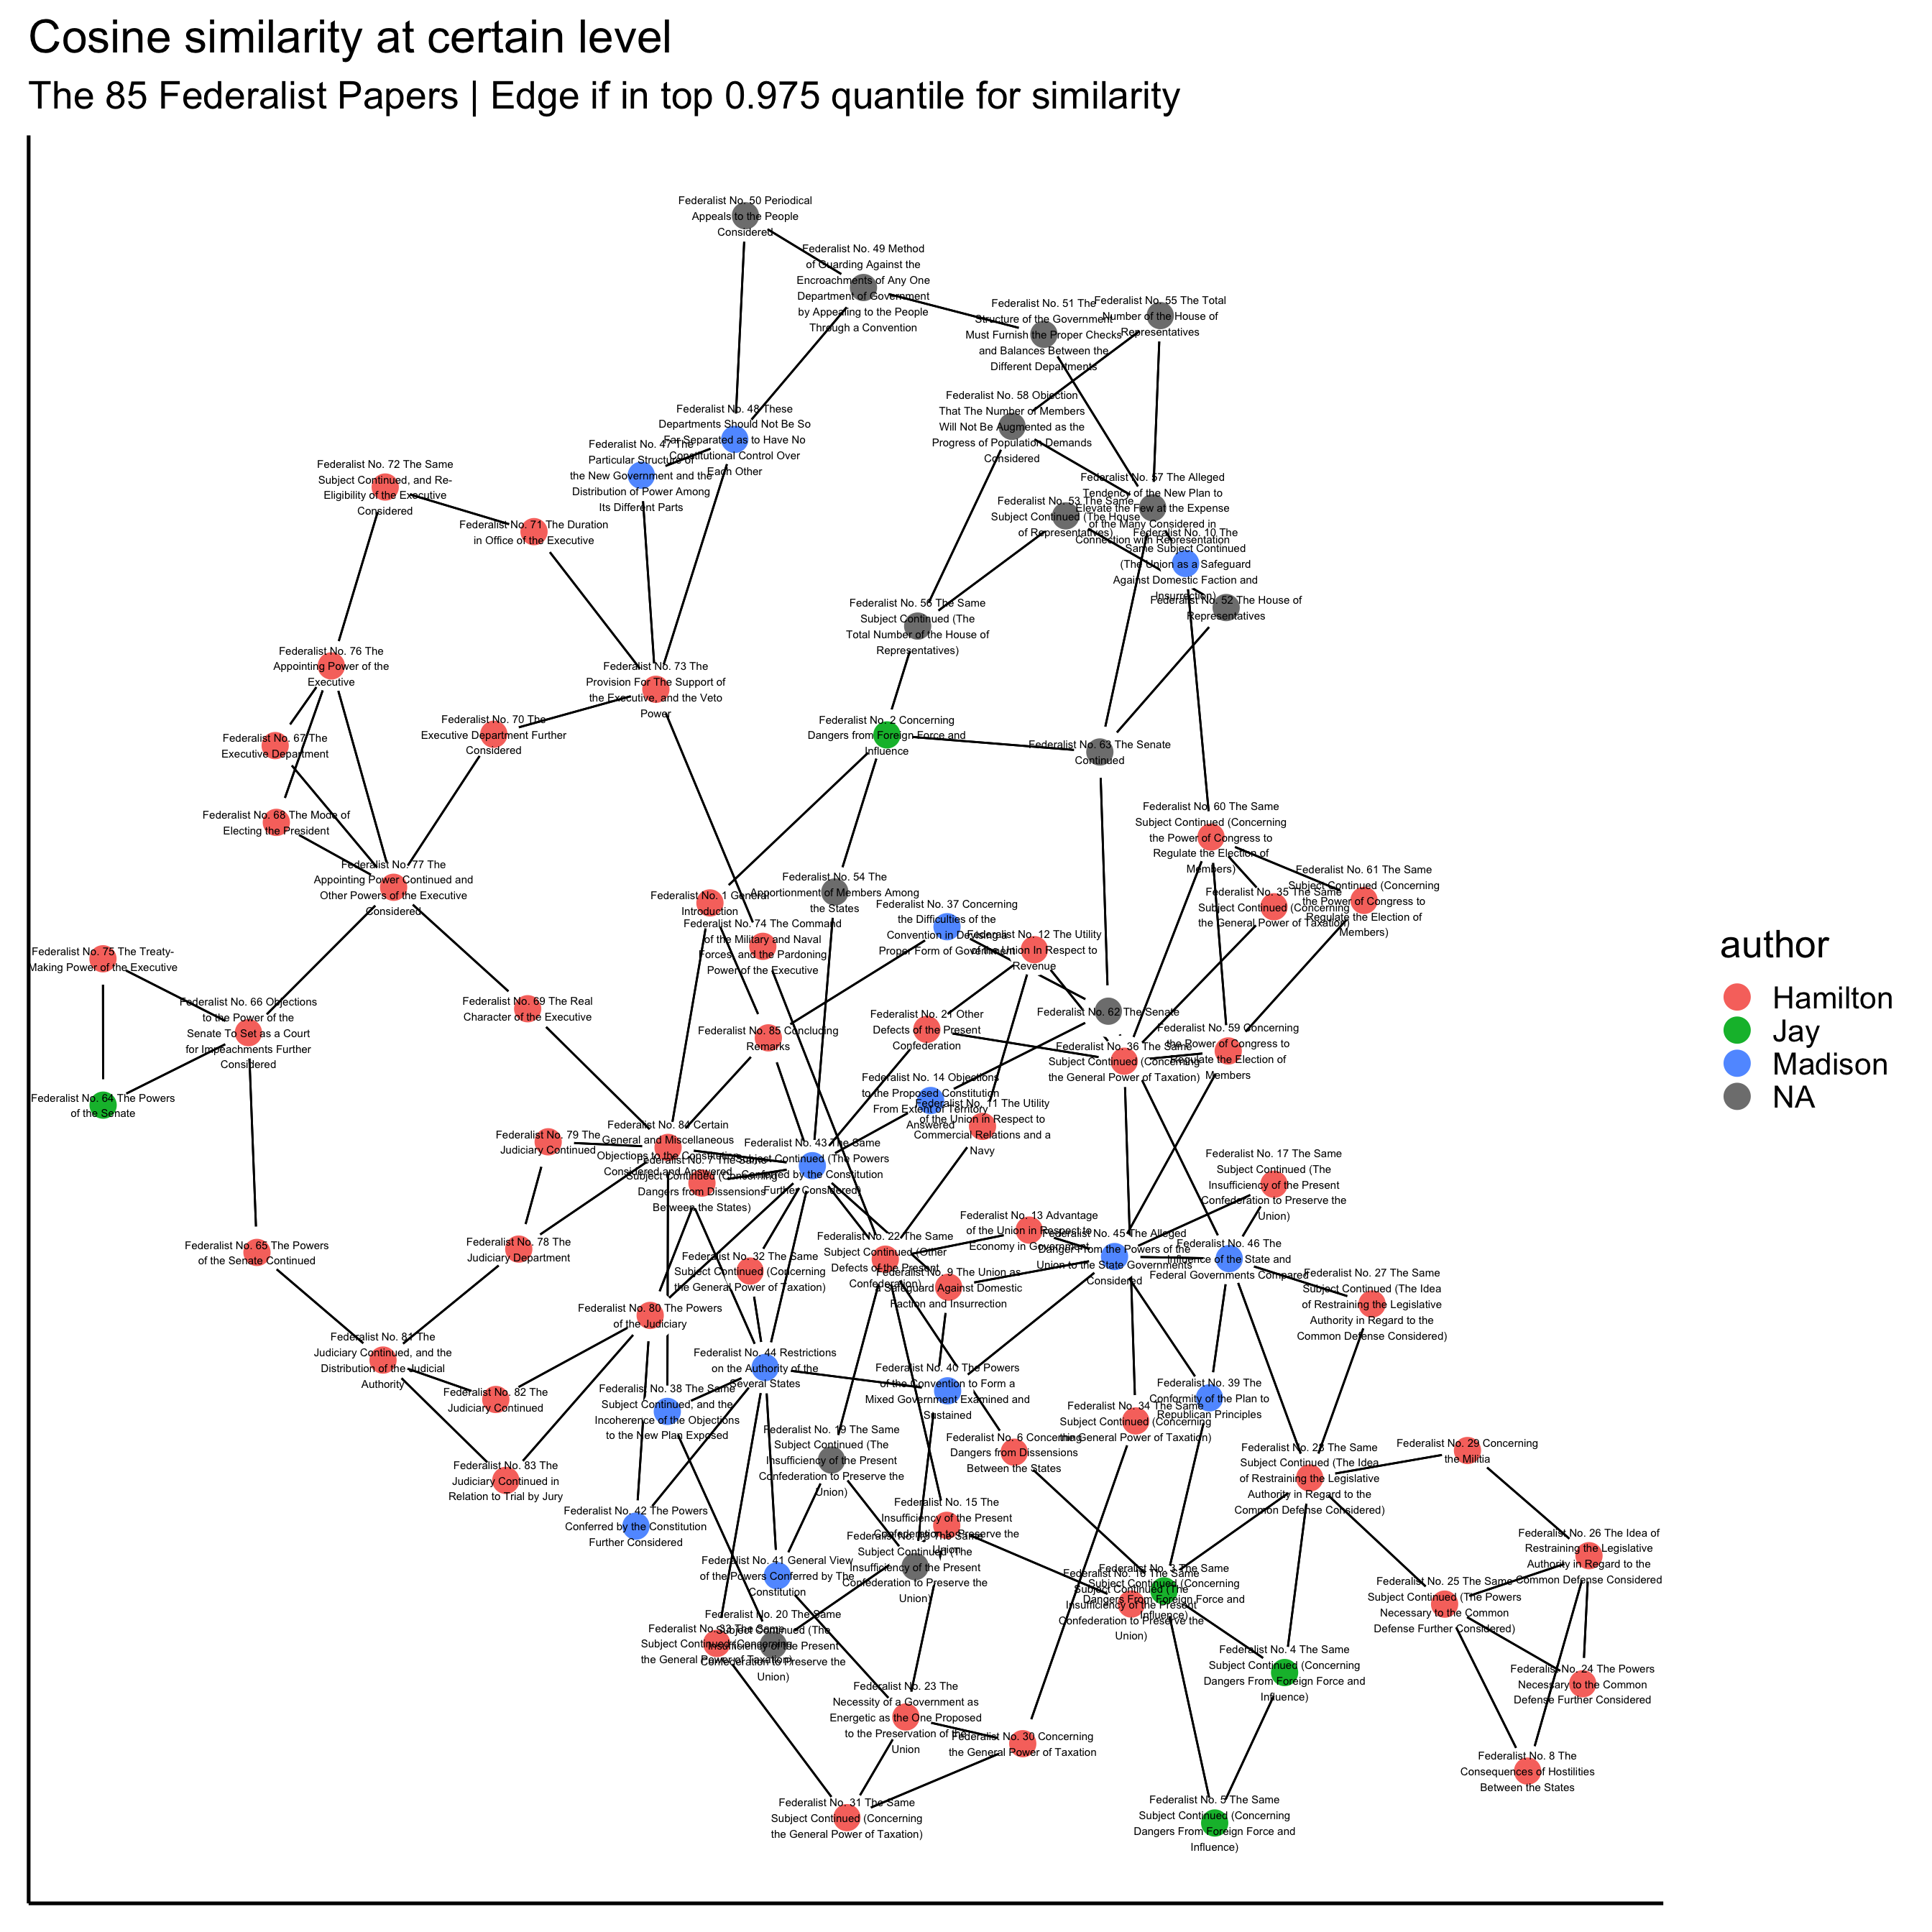 Cosine similarity at certain level
The 85 Federalist Papers | Edge if in top 0.975 quantile for similarity
Federalist No. 50 Periodical
Appeals to the People
Considered
Federalist No. 49 Method
of Guarding Against the
Encroachments of Any One
Department of Government
by Appealing to the People
Through a Convention
Federalist No. 51 The
Structure of the Government
Must Furnish the Proper Checks
and Balances Between the
Different Departments
Federalist No. 55 The Total
Number of the House of
Representatives
Federalist No. 58 Objection
That The Number of Members
Will Not Be Augmented as the
Progress of Population Demands
Considered
Federalist No. 48 These
Departments Should Not Be So
Far Separated as to Have No
Constitutional Control Over
Each Other
Federalist No. 47 The
Particular Structure of
the New Government and the
Distribution of Power Among
Its Different Parts
Federalist No. 72 The Same
Subject Continued, and Re-
Eligibility of the Executive
Considered
Federalist No. 71 The Duration
in Office of the Executive
Federalist No. 57 The Alleged
Tendency of the New Plan to
Elevate the Few at the Expense
of the Many Considered in
Connection with Representation
Federalist No. 53 The Same
Subject Continued (The House
of Representatives)
Federalist No. 10 The
Same Subject Continued
(The Union as a Safeguard
Against Domestic Faction and
Insurrection)
Federalist No. 52 The House of
Representatives
Federalist No. 56 The Same
Subject Continued (The
Total Number of the House of
Representatives)
Federalist No. 76 The
Appointing Power of the
Executive
Federalist No. 73 The
Provision For The Support of
the Executive, and the Veto
Power
Federalist No. 67 The
Executive Department
Federalist No. 70 The
Executive Department Further
Considered
Federalist No. 2 Concerning
Dangers from Foreign Force and
Influence
Federalist No. 63 The Senate
Continued
Federalist No. 68 The Mode of
Electing the President
Federalist No. 60 The Same
Subject Continued (Concerning
the Power of Congress to
Regulate the Election of
Members)
Federalist No. 77 The
Appointing Power Continued and
Other Powers of the Executive
Considered
Federalist No. 61 The Same
Subject Continued (Concerning
the Power of Congress to
Regulate the Election of
Members)
Federalist No. 35 The Same
Subject Continued (Concerning
the General Power of Taxation)
Federalist No. 1 General
Introduction
Federalist No. 54 The
Apportionment of Members Among
the States
Federalist No. 37 Concerning
the Difficulties of the
Convention in Devising a
Proper Form of Government
Federalist No. 74 The Command
of the Military and Naval
Forces, and the Pardoning
Power of the Executive
Federalist No. 12 The Utility
of the Union In Respect to
Revenue
Federalist No. 75 The Treaty-
Making Power of the Executive
Federalist No. 66 Objections
to the Power of the
Senate To Set as a Court
for Impeachments Further
Considered
Federalist No. 69 The Real
Character of the Executive
Federalist No. 85 Concluding
Remarks
Federalist No. 21 Other
Defects of the Present
Confederation
Federalist No. 62 The Senate
Federalist No. 36 The Same
Subject Continued (Concerning
the General Power of Taxation)
Federalist No. 59 Concerning
the Power of Congress to
Regulate the Election of
Members
Federalist No. 64 The Powers
of the Senate
Federalist No. 14 Objections
to the Proposed Constitution
From Extent of Territory
Answered
Federalist No. 11 The Utility
of the Union in Respect to
Commercial Relations and a
Navy
Federalist No. 79 The
Judiciary Continued
Federalist No. 84 Certain
General and Miscellaneous
Objections to the Constitution
Considered and Answered
Federalist No. 7 The Same
Subject Continued (Concerning
Dangers from Dissensions
Between the States)
Federalist No. 43 The Same
Subject Continued (The Powers
Conferred by the Constitution
Further Considered)
Federalist No. 17 The Same
Subject Continued (The
Insufficiency of the Present
Confederation to Preserve the
Union)
Federalist No. 65 The Powers
of the Senate Continued
Federalist No. 78 The
Judiciary Department
Federalist No. 13 Advantage
of the Union in Respect to
Economy in Government
Federalist No. 45 The Alleged
Danger From the Powers of the
Union to the State Governments
Considered
Federalist No. 46 The
Influence of the State and
Federal Governments Compared
Federalist No. 32 The Same
Subject Continued (Concerning
the General Power of Taxation)
Federalist No. 22 The Same
Subject Continued (Other
Defects of the Present
Confederation)
Federalist No. 9 The Union as
a Safeguard Against Domestic
Faction and Insurrection
Federalist No. 27 The Same
Subject Continued (The Idea
of Restraining the Legislative
Authority in Regard to the
Common Defense Considered)
Federalist No. 80 The Powers
of the Judiciary
Federalist No. 81 The
Judiciary Continued, and the
Distribution of the Judicial
Authority
Federalist No. 44 Restrictions
on the Authority of the
Several States
Federalist No. 82 The
Judiciary Continued
Federalist No. 38 The Same
Subject Continued, and the
Incoherence of the Objections
to the New Plan Exposed
Federalist No. 40 The Powers
of the Convention to Form a
Mixed Government Examined and
Sustained
Federalist No. 39 The
Conformity of the Plan to
Republican Principles
Federalist No. 34 The Same
Subject Continued (Concerning
the General Power of Taxation)
Federalist No. 19 The Same
Subject Continued (The
Insufficiency of the Present
Confederation to Preserve the
Union)
Federalist No. 6 Concerning
Dangers from Dissensions
Between the States
Federalist No. 28 The Same
Subject Continued (The Idea
of Restraining the Legislative
Authority in Regard to the
Common Defense Considered)
Federalist No. 29 Concerning
the Militia
Federalist No. 83 The
Judiciary Continued in
Relation to Trial by Jury
Federalist No. 42 The Powers
Conferred by the Constitution
Further Considered
Federalist No. 15 The
Insufficiency of the Present
Confederation to Preserve the
Union
Federalist No. 18 The Same
Subject Continued (The
Insufficiency of the Present
Confederation to Preserve the
Union)
Federalist No. 26 The Idea of
Restraining the Legislative
Authority in Regard to the
Common Defense Considered
Federalist No. 41 General View
of the Powers Conferred by The
Constitution
Federalist No. 3 The Same
Subject Continued (Concerning
Dangers From Foreign Force and
Influence)
Federalist No. 16 The Same
Subject Continued (The
Insufficiency of the Present
Confederation to Preserve the
Union)
Federalist No. 25 The Same
Subject Continued (The Powers
Necessary to the Common
Defense Further Considered)
Federalist No. 33 The Same
Subject Continued (Concerning
the General Power of Taxation)
Federalist No. 20 The Same
Subject Continued (The
Insufficiency of the Present
Confederation to Preserve the
Union)
Federalist No. 4 The Same
Subject Continued (Concerning
Dangers From Foreign Force and
Influence)
Federalist No. 24 The Powers
Necessary to the Common
Defense Further Considered
Federalist No. 23 The
Necessity of a Government as
Energetic as the One Proposed
to the Preservation of the
Union
Federalist No. 30 Concerning
the General Power of Taxation
Federalist No. 8 The
Consequences of Hostilities
Between the States
Federalist No. 31 The Same
Subject Continued (Concerning
the General Power of Taxation)
Federalist No. 5 The Same
Subject Continued (Concerning
Dangers From Foreign Force and
Influence)
author
Hamilton
Jay
Madison
NA